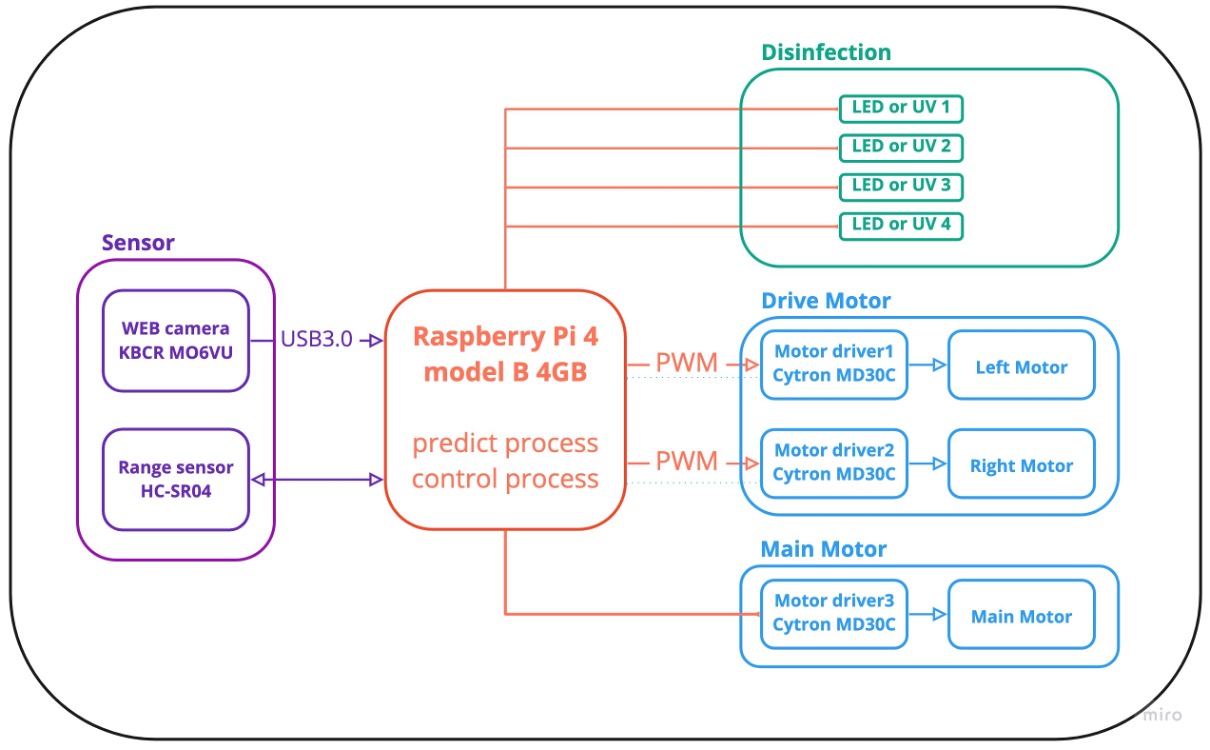 Disinfection
LED or UV 1
LED or UV 2
LED or UV 3
LED or UV 4
Sensor
WEB camera
KBCR MO6VU
USB3.0
Range sensor
HC-SR04
Raspberry Pi 4
model B 4GB
predict process
control process
PWM
PWM
Drive Motor
Motor driver1
Cytron MD30C
Left Motor
Motor driver2
Cytron MD30C
Right Motor
Main Motor
Motor driver3
Cytron MD30C
Main Motor
miro